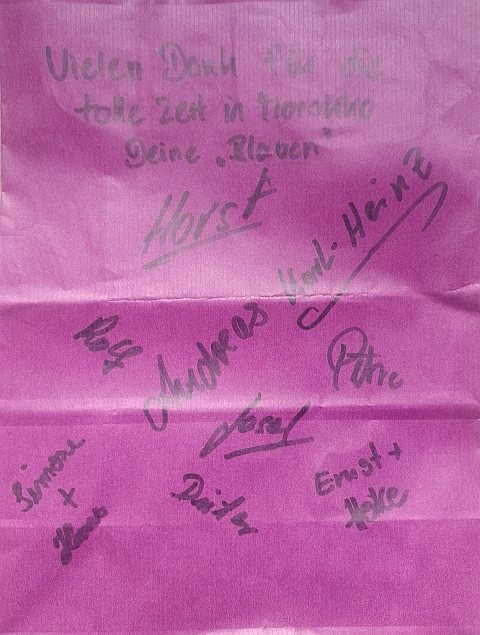 Vielen Dank für die
tolle Zeit in Marokko
Deine „Blauen"
Horst
Karl-Heinz
Rolf
Andreas
Petra
Josef
Simone
+
Dieter
Ernst +
Heike